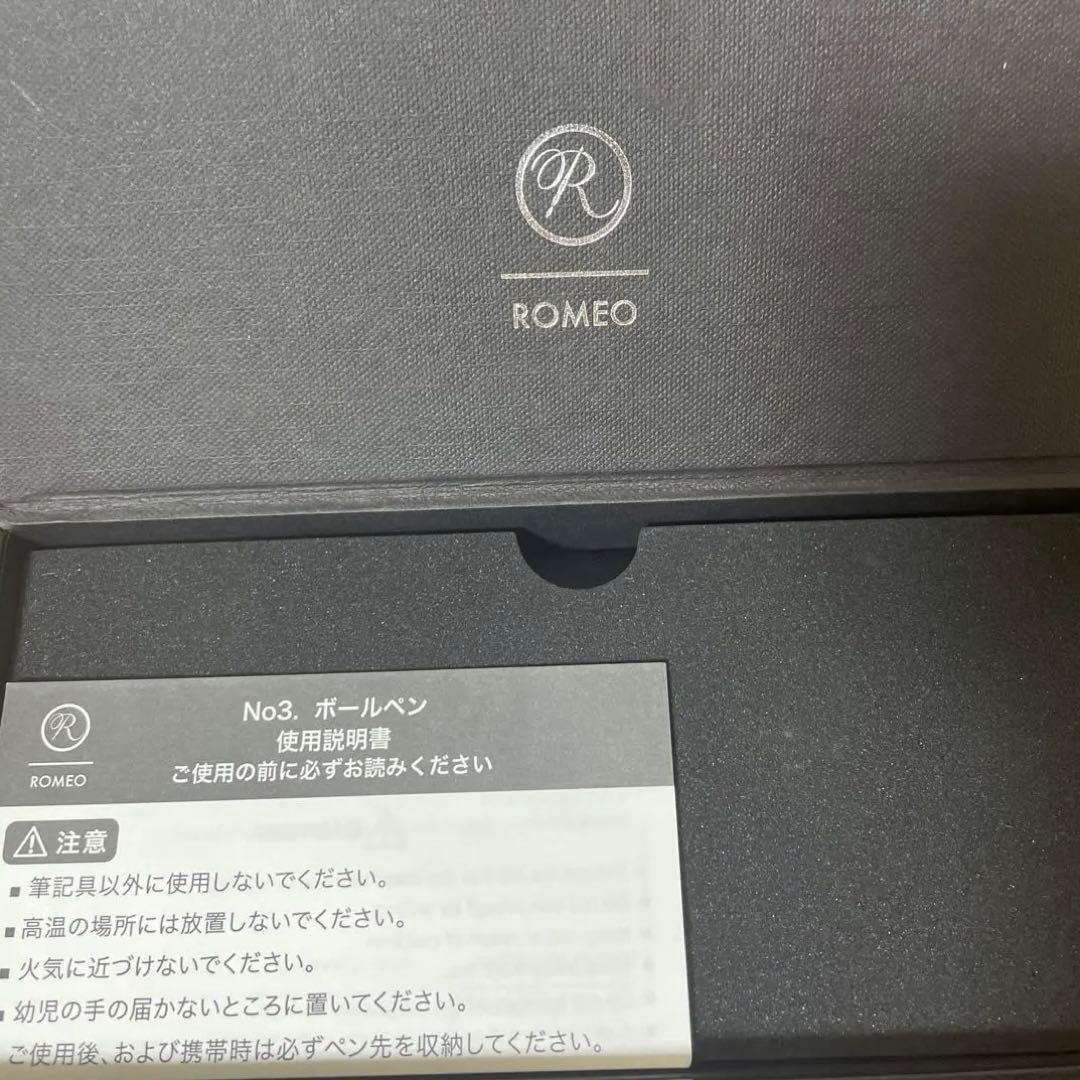 R
ROMEO
R
ROMEO
No3. ボールペン
使用説明書
ご使用の前に必ずお読みください
注意
■ 筆記具以外に使用しないでください。
■ 高温の場所には放置しないでください。
■ 火気に近づけないでください。
■ 幼児の手の届かないところに置いてください。
ご使用後、および携帯時は必ずペン先を収納してください。